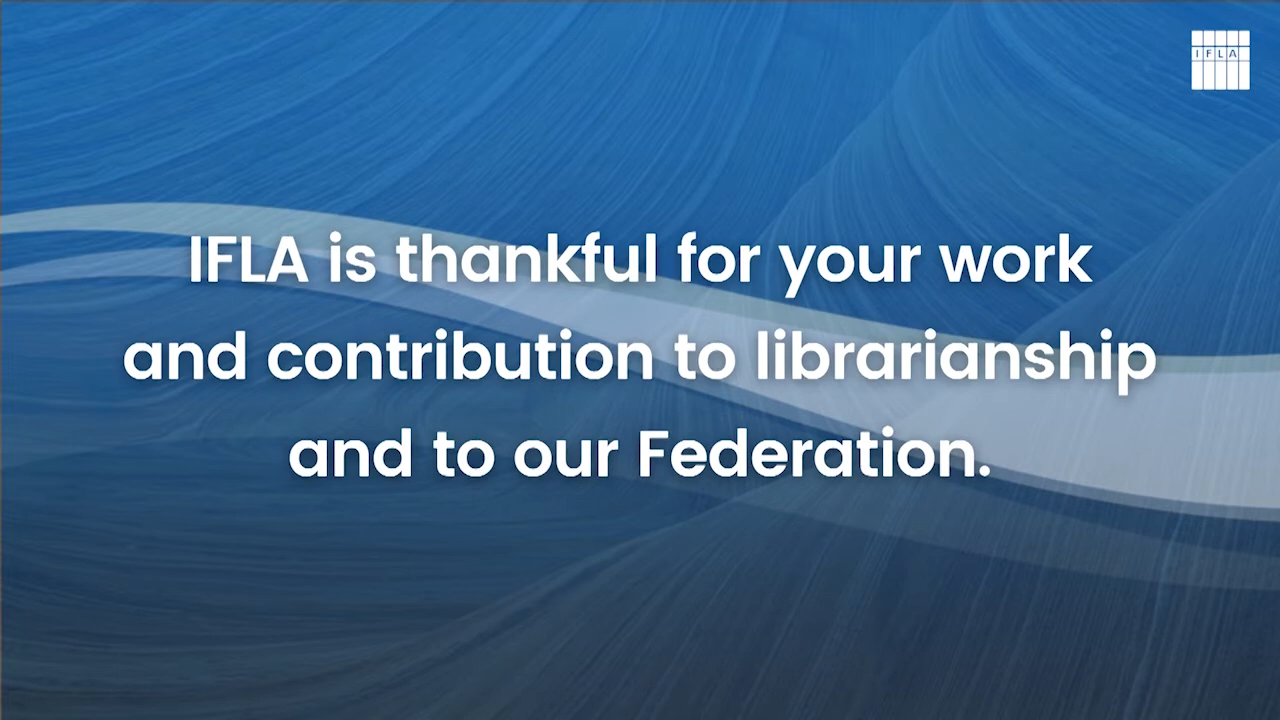 IFLA
IFLA is thankful for your work
and contribution to librarianship
and to our Federation.